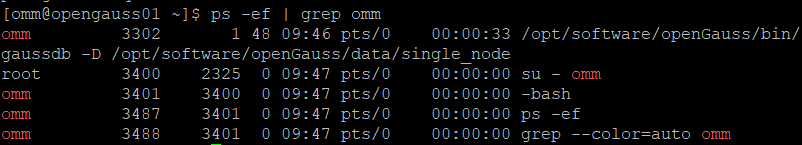 [omm@opengauss01 ~]$ ps -ef | grep omm
omm 3302 1 48 09:46 pts/0 00:00:33 /opt/software/openGauss/bin/
gaussdb -D /opt/software/openGauss/data/single_node
root 3400 2325 0 09:47 pts/0 00:00:00 su - omm
omm 3401 3400 0 09:47 pts/0 00:00:00 -bash
omm 3487 3401 0 09:47 pts/0 00:00:00 ps -ef
omm 3488 3401 0 09:47 pts/0 00:00:00 grep --color=auto omm